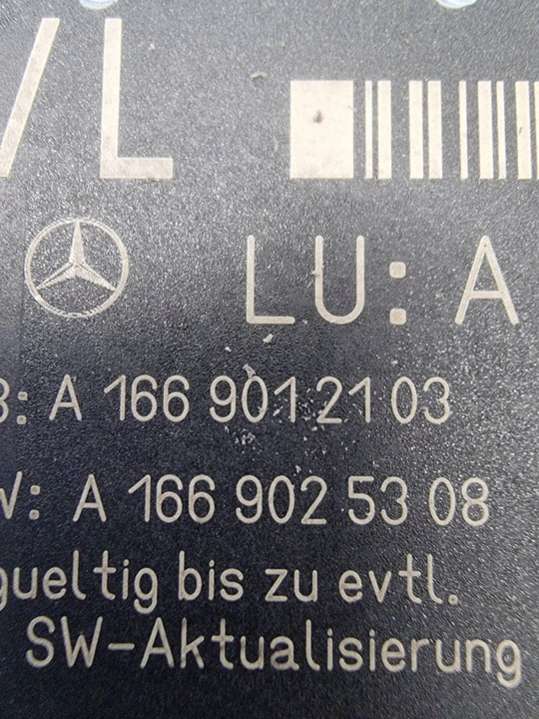 /L
LU: A
B: A 166 901 21 03
W: A 166 902 53 08
gueltig bis zu evtl.
SW-Aktualisierung